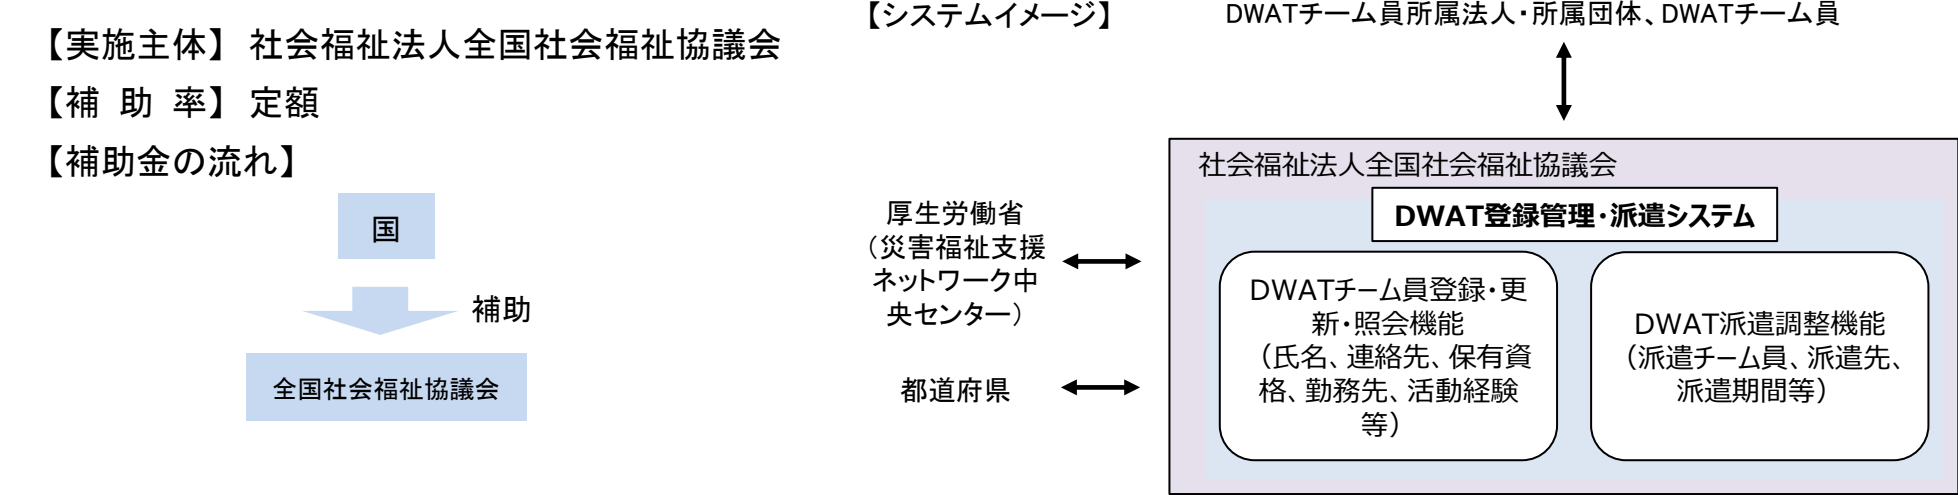 【実施主体】 社会福祉法人全国社会福祉協議会
【補 助 率】 定額
【補助金の流れ】
国
補助
全国社会福祉協議会
【システムイメージ】
DWATチーム員所属法人・所属団体、DWATチーム員
厚生労働省
（災害福祉支援
ネットワーク中
央センター）
都道府県
社会福祉法人全国社会福祉協議会
DWAT登録管理・派遣システム
DWATチーム員登録・更
新・照会機能
（氏名、連絡先、保有資
格、勤務先、活動経験
等）
DWAT派遣調整機能
（派遣チーム員、派遣先、
派遣期間等）